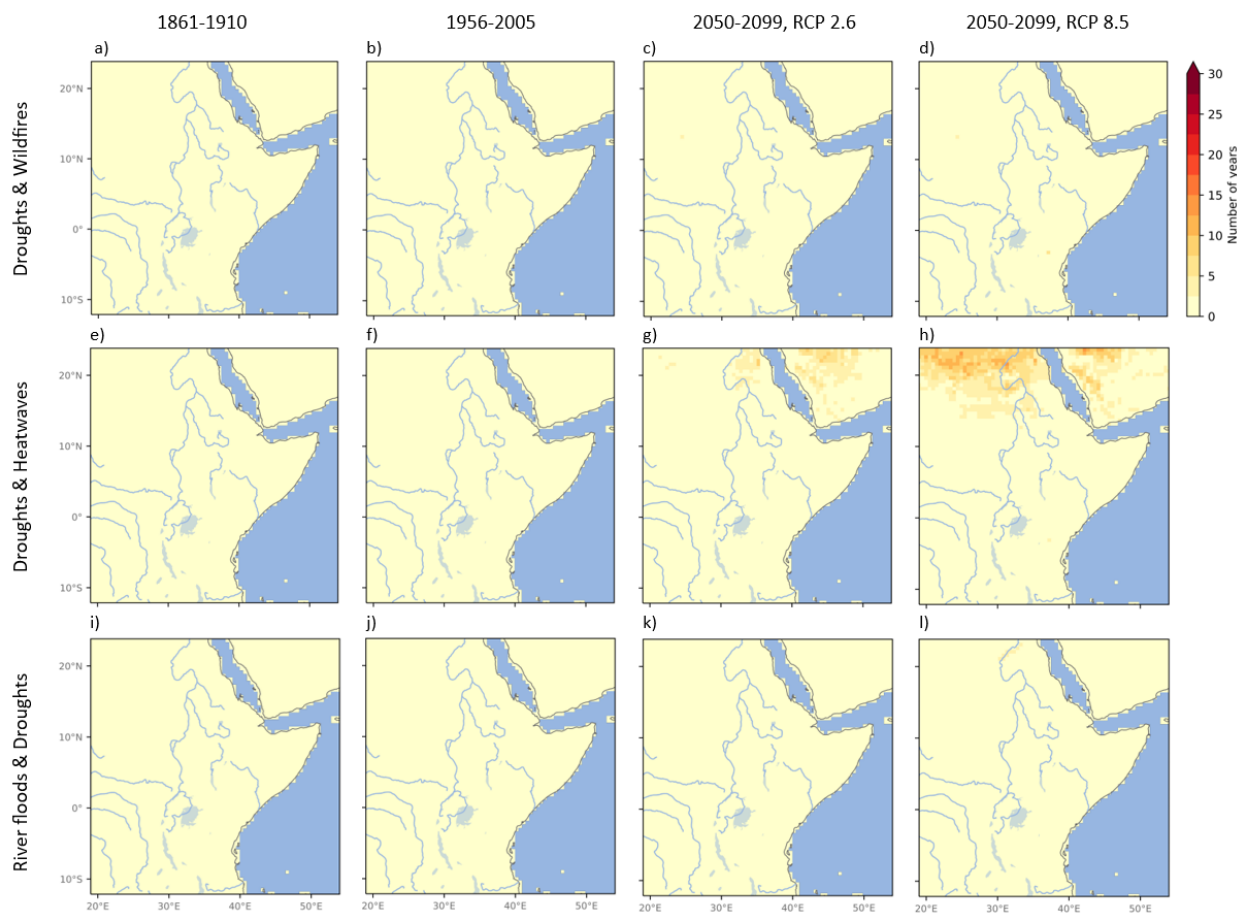 1861-1910
1956-2005
2050-2099, RCP 2.6
2050-2099, RCP 8.5
Droughts & Wildfires
a)
b)
c)
d)
20°N
10°N
0°
10°S
30
25
20
15
10
5
0
Number of years
Droughts & Heatwaves
e)
f)
g)
h)
20°N
10°N
0°
10°S
River floods & Droughts
i)
j)
k)
l)
20°N
10°N
0°
10°S
20°E 30°E 40°E 50°E
20°E 30°E 40°E 50°E
20°E 30°E 40°E 50°E
20°E 30°E 40°E 50°E